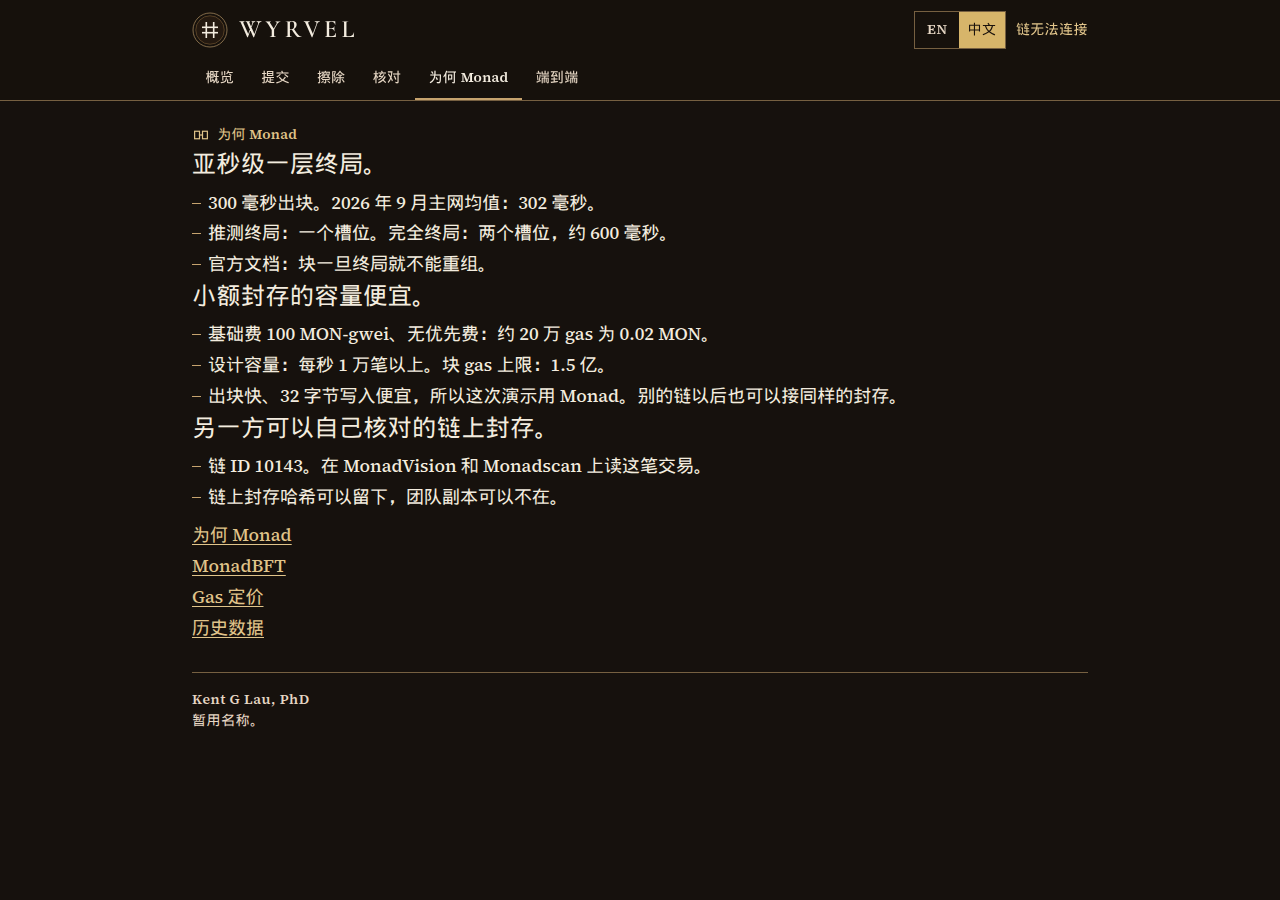 WYRVEL
EN 中文 链无法连接
概览 提交 擦除 核对 为何 Monad 端到端
为何 Monad
亚秒级一层终局。
– 300 毫秒出块。2026 年 9 月主网均值：302 毫秒。
– 推测终局：一个槽位。完全终局：两个槽位，约 600 毫秒。
– 官方文档：块一旦终局就不能重组。
小额封存的容量便宜。
– 基础费 100 MON-gwei、无优先费：约 20 万 gas 为 0.02 MON。
– 设计容量：每秒 1 万笔以上。块 gas 上限：1.5 亿。
– 出块快、32 字节写入便宜，所以这次演示用 Monad。别的链以后也可以接同样的封存。
另一方可以自己核对的链上封存。
– 链 ID 10143。在 MonadVision 和 Monadscan 上读这笔交易。
– 链上封存哈希可以留下，团队副本可以不在。
为何 Monad
MonadBFT
Gas 定价
历史数据
Kent G Lau, PhD
暂用名称。